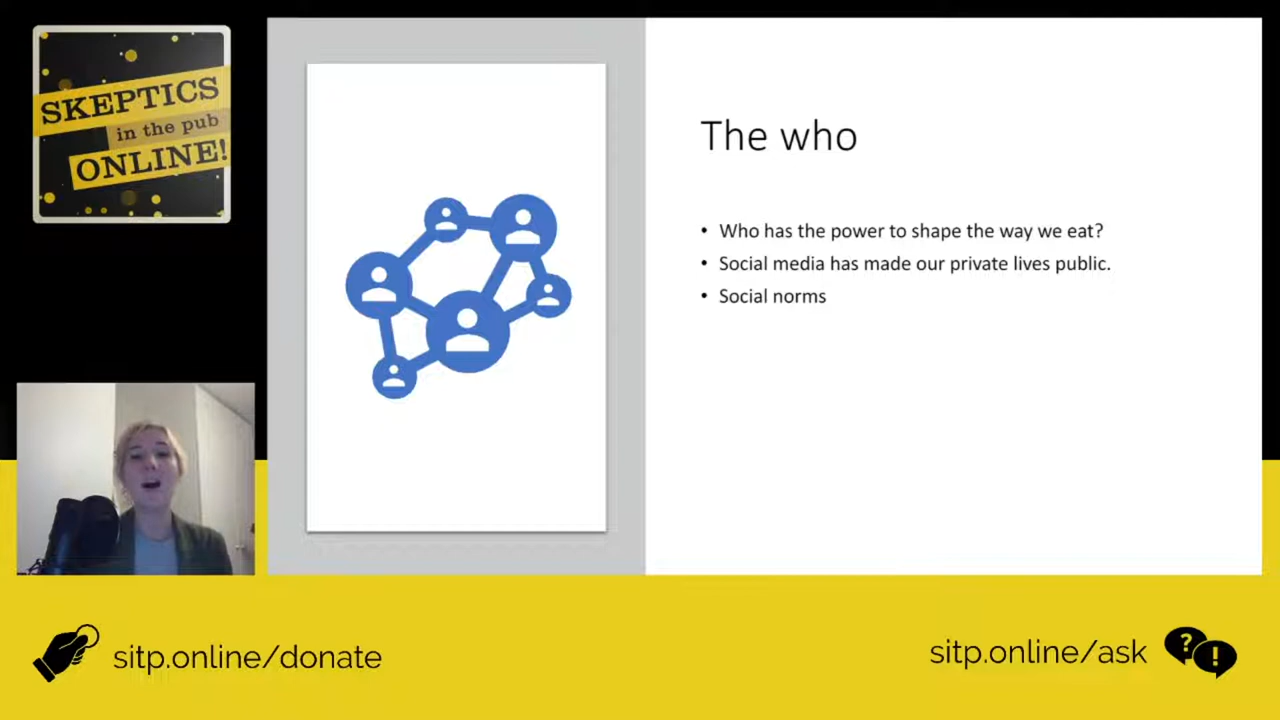 SKEPTICS
in the pub
ONLINE!
The who
• Who has the power to shape the way we eat?
• Social media has made our private lives public.
• Social norms
sitp.online/donate
sitp.online/ask
? !